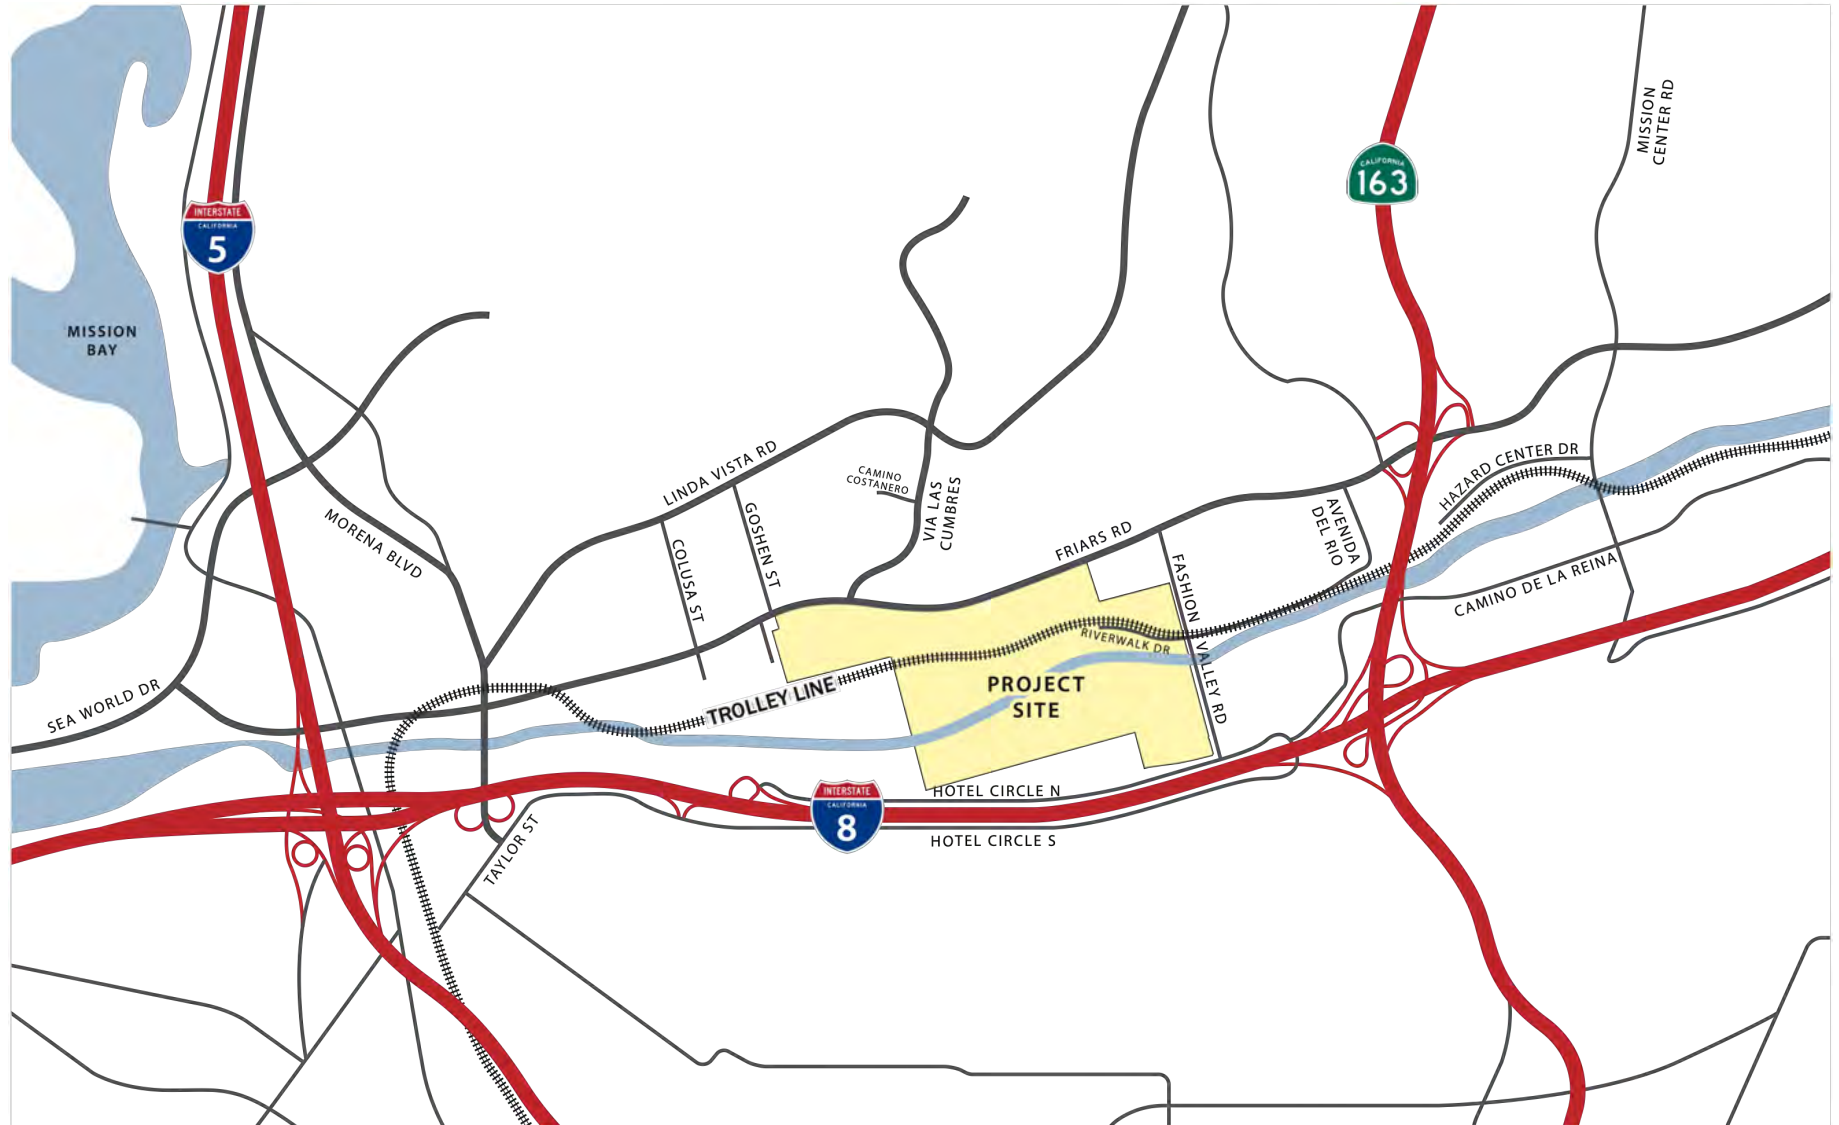 MISSION
CENTER RD
CALIFORNIA
163
INTERSTATE
CALIFORNIA
5
MISSION
BAY
LINDA VISTA RD
CAMINO
COSTANERO
VIA LAS
CUMBRES
GOSHEN ST
COLUSA ST
MORENA BLVD
FRIARS RD
HAZARD CENTER DR
AVENIDA
DEL RIO
FASHION VALLEY RD
CAMINO DE LA REINA
RIVERWALK DR
SEA WORLD DR
TROLLEY LINE
PROJECT
SITE
HOTEL CIRCLE N
INTERSTATE
CALIFORNIA
8
HOTEL CIRCLE S
TAYLOR ST